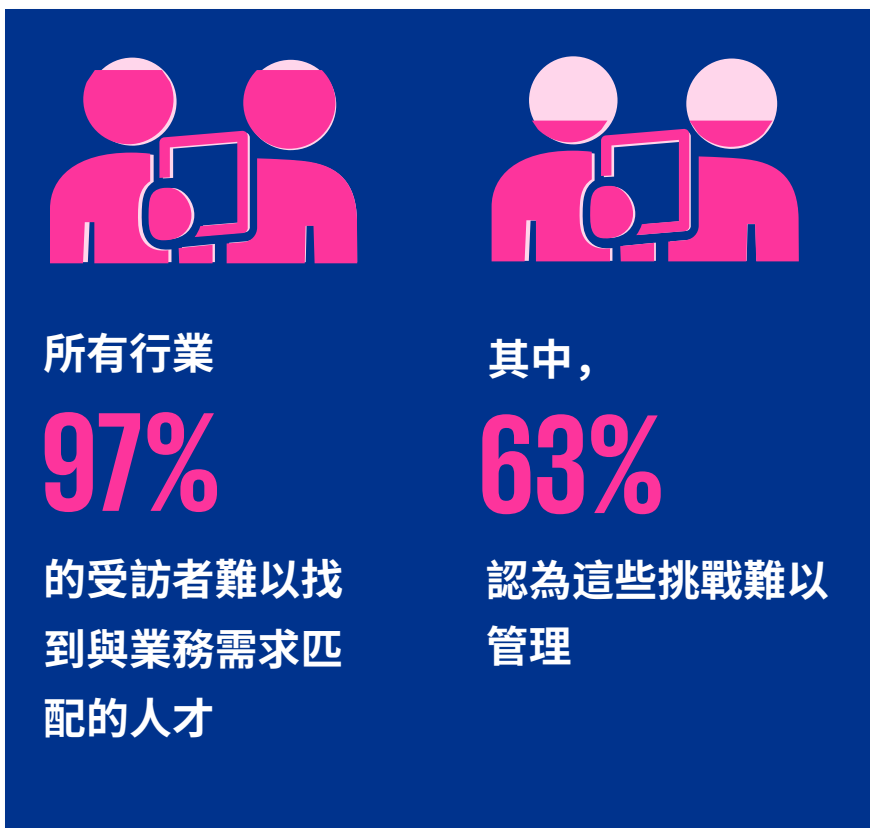 所有行業
97%
的受訪者難以找
到與業務需求匹
配的人才
其中，
63%
認為這些挑戰難以
管理